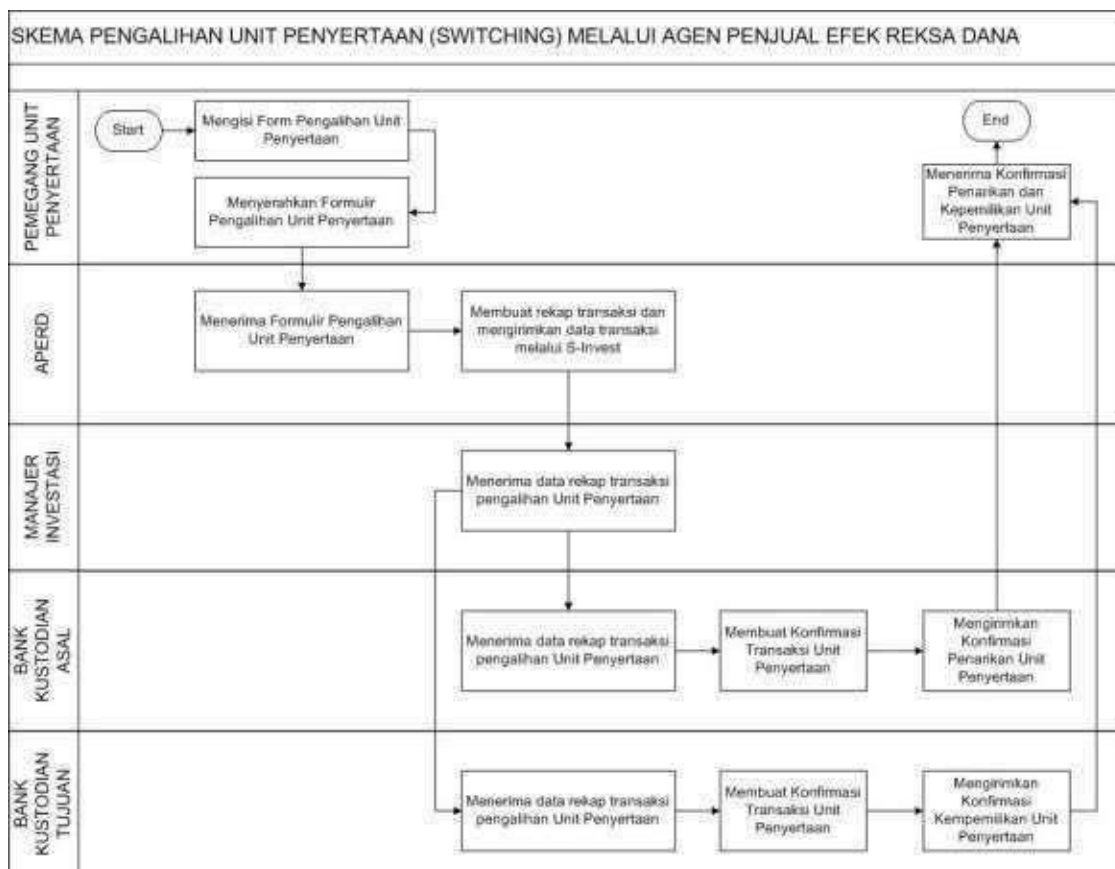 SKEMA PENGALIHAN UNIT PENYERTAAN (SWITCHING) MELALUI AGEN PENJUAL EFEK REKSA DANA
PEMEGANG UNIT
PENYERTAAN
Start
Mengisi Form Pengalihan Unit
Penyertaan
Menyerahkan Formulir
Pengalihan Unit Penyertaan
End
Menerima Konfirmasi
Penarikan dan
Kepemilikan Unit
Penyertaan
APERD
Menerima Formulir Pengalihan
Unit Penyertaan
Membuat rekap transaksi dan
mengirimkan data transaksi
melalui S-Invest
MANAJER
INVESTASI
Menerima data rekap transaksi
pengalihan Unit Penyertaan
BANK
KUSTODIAN
ASAL
Menerima data rekap transaksi
pengalihan Unit Penyertaan
Membuat Konfirmasi
Transaksi Unit
Penyertaan
Mengirimkan
Konfirmasi
Penarikan Unit
Penyertaan
BANK
KUSTODIAN
TUJUAN
Menerima data rekap transaksi
pengalihan Unit Penyertaan
Membuat Konfirmasi
Transaksi Unit
Penyertaan
Mengirimkan
Konfirmasi
Kempemilikan Unit
Penyertaan